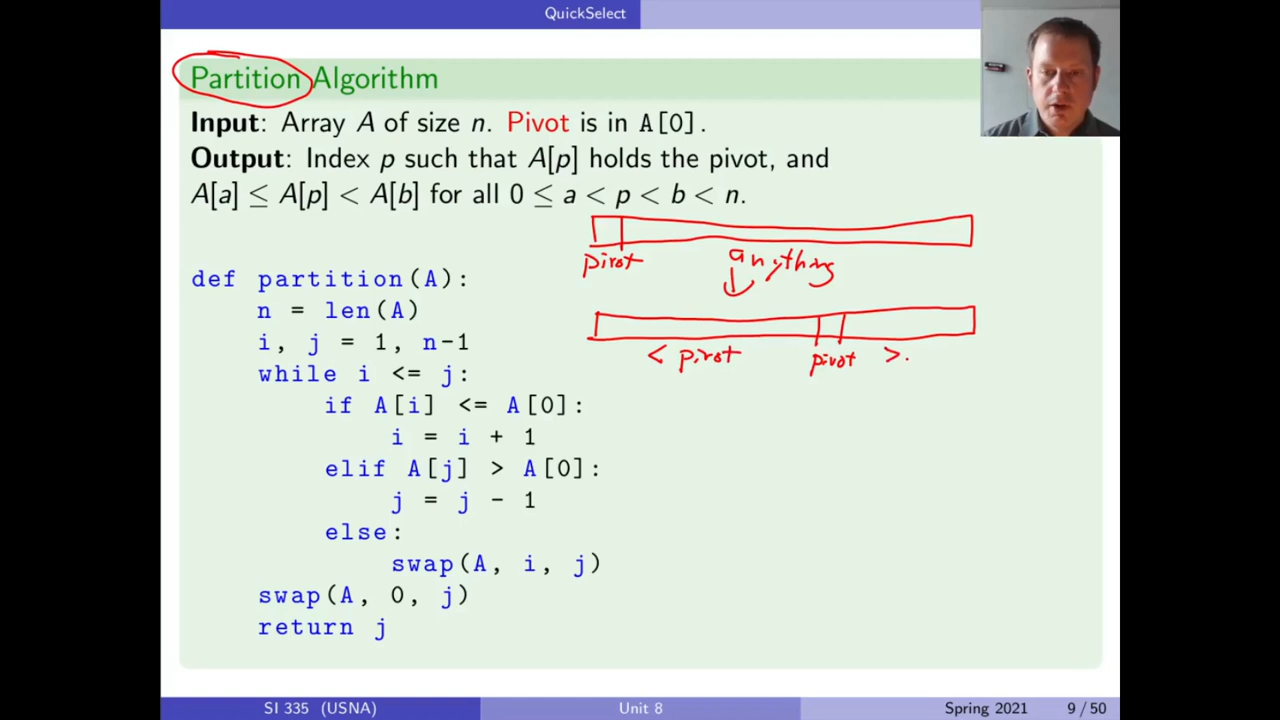 QuickSelect
Partition Algorithm
Input: Array A of size n. Pivot is in A[0].
Output: Index p such that A[p] holds the pivot, and
A[a] ≤ A[p] < A[b] for all 0 ≤ a < p < b < n.
pivot anything
def partition(A):
n = len(A)
i, j = 1, n-1
< pivot pivot >.
while i <= j:
if A[i] <= A[0]:
i = i + 1
elif A[j] > A[0]:
j = j - 1
else:
swap(A, i, j)
swap(A, 0, j)
return j
SI 335 (USNA) Unit 8 Spring 2021 9 / 50